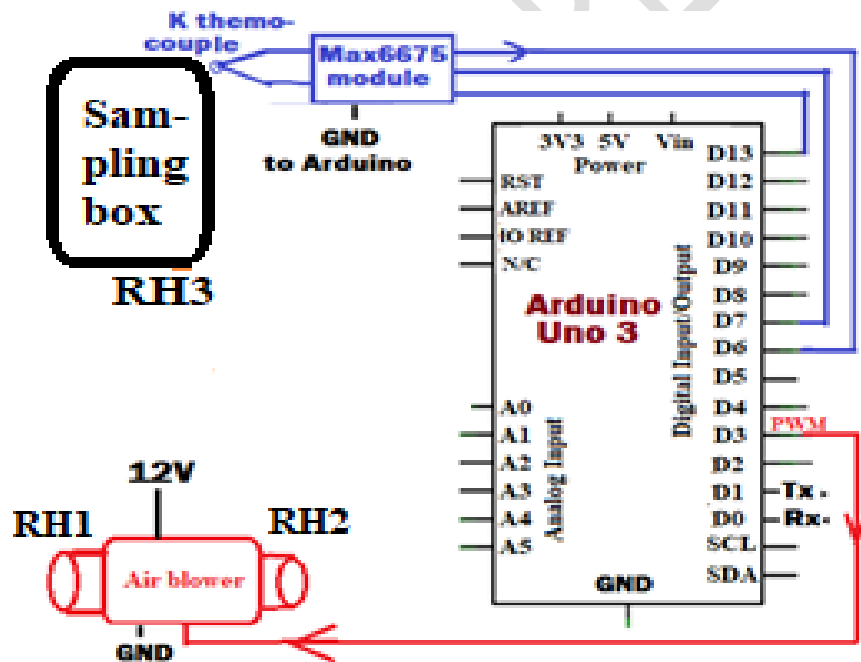 K themo-
couple
Max6675
module
GND
to Arduino
Sam-
pling
box
RH3
3V3 5V Vin
Power
RST
AREF
IO REF
N/C
Arduino
Uno 3
A0
A1
A2
A3
A4
A5
Analog Input
Digital Input/Output
D13
D12
D11
D10
D9
D8
D7
D6
D5
D4
D3
D2
D1
D0
SCL
SDA
PWM
Tx
Rx
GND
12V
RH1
RH2
Air blower
GND